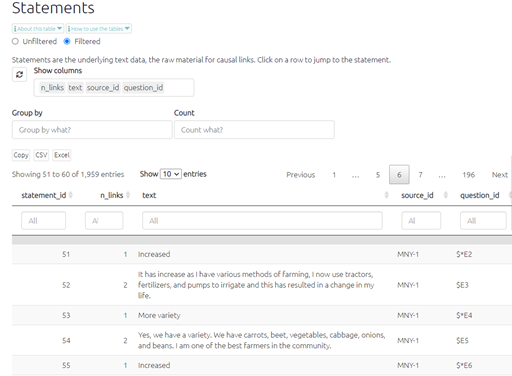 Statements
About this table
How to use the tables
Unfiltered Filtered
Statements are the underlying text data, the raw material for causal links. Click on a row to jump to the statement.
Show columns
n_links text source_id question_id
Group by Count
Group by what? Count what?
Copy CSV Excel
Showing 51 to 60 of 1,959 entries Show 10 entries Previous 1 ... 5 6 7 ... 196 Next
statement_id n_links text source_id question_id
All Al All Al All
51 1 Increased MNY-1 $*E2
52 2 It has increase as I have various methods of farming, I now use tractors,
fertilizers, and pumps to irrigate and this has resulted in a change in my
life. MNY-1 $E3
53 1 More variety MNY-1 $*E4
54 2 Yes, we have a variety. We have carrots, beet, vegetables, cabbage, onions,
and beans. I am one of the best farmers in the community. MNY-1 $E5
55 1 Increased MNY-1 $*E6